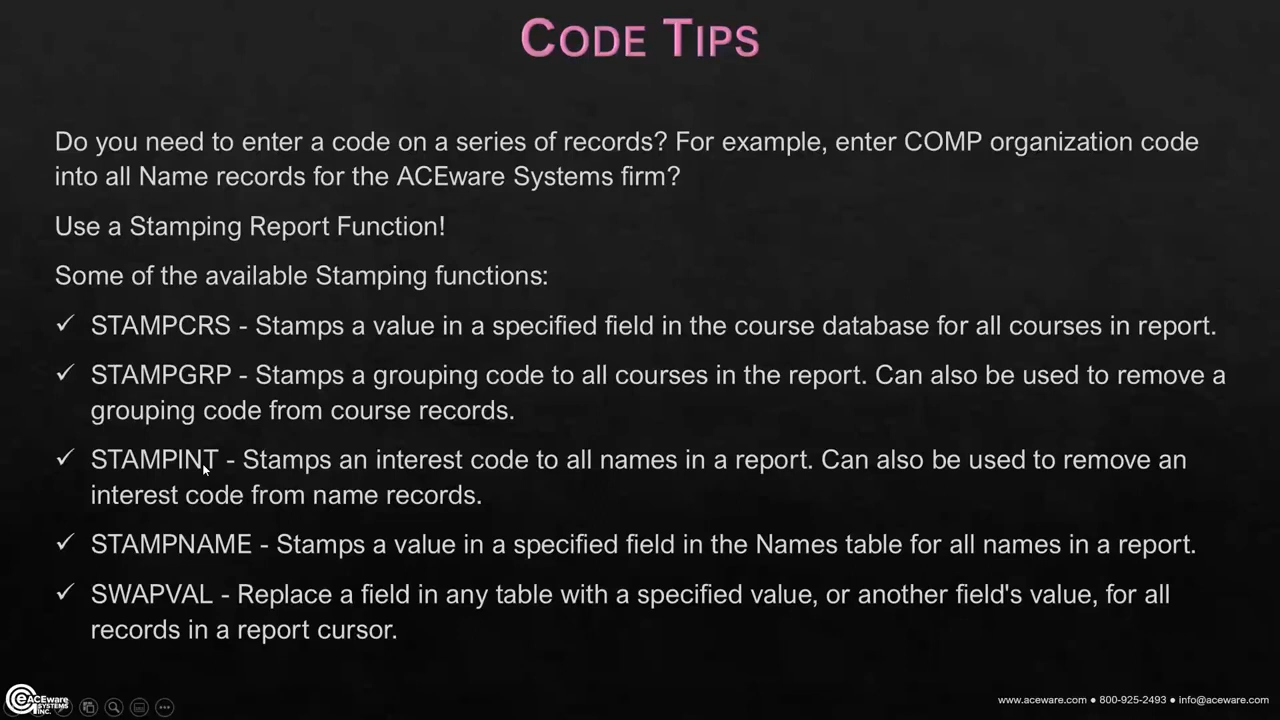 CODE TIPS
Do you need to enter a code on a series of records? For example, enter COMP organization code
into all Name records for the ACEware Systems firm?
Use a Stamping Report Function!
Some of the available Stamping functions:
✓ STAMPCRS - Stamps a value in a specified field in the course database for all courses in report.
✓ STAMPGRP - Stamps a grouping code to all courses in the report. Can also be used to remove a
grouping code from course records.
✓ STAMPINT - Stamps an interest code to all names in a report. Can also be used to remove an
interest code from name records.
✓ STAMPNAME - Stamps a value in a specified field in the Names table for all names in a report.
✓ SWAPVAL - Replace a field in any table with a specified value, or another field's value, for all
records in a report cursor.
ACEware
SYSTEMS
INC.
www.aceware.com ● 800-925-2493 ● info@aceware.com